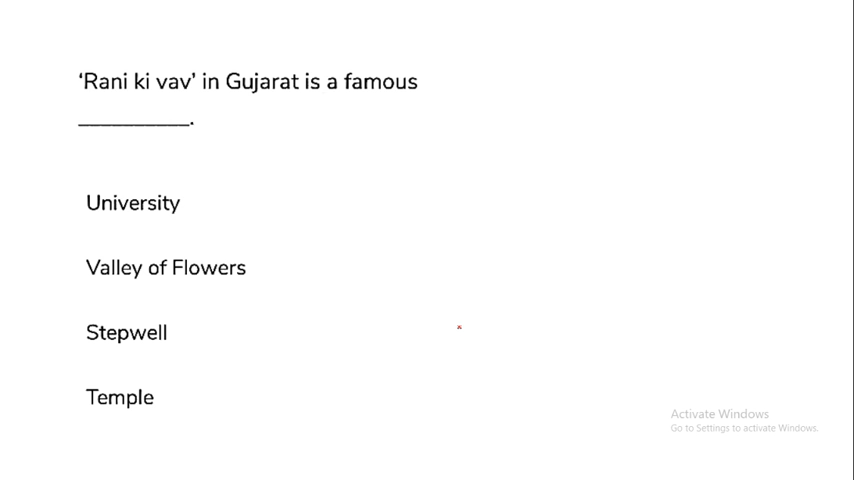 ‘Rani ki vav’ in Gujarat is a famous
__________.
University
Valley of Flowers
Stepwell
Temple
Activate Windows
Go to Settings to activate Windows.